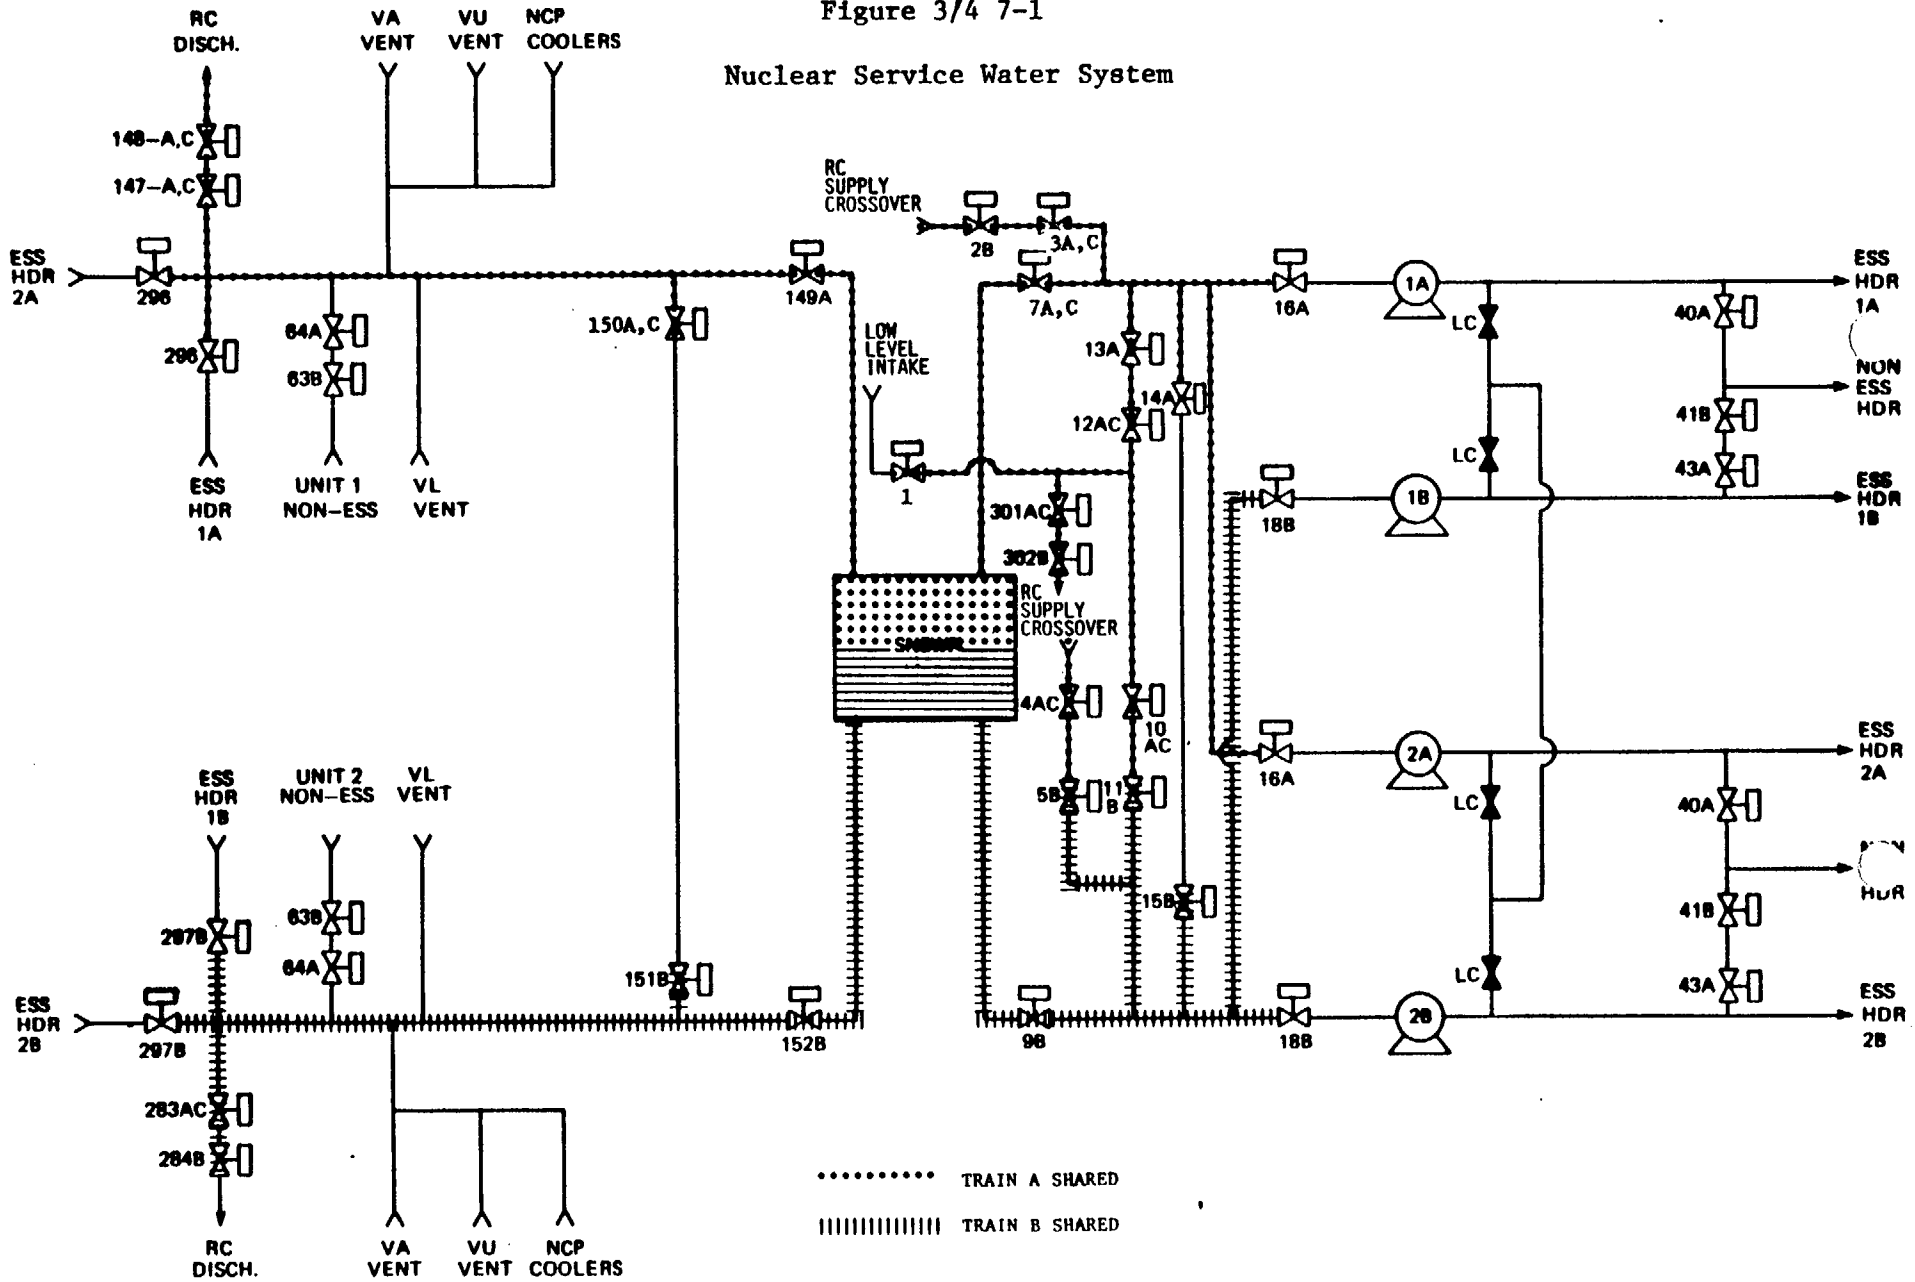 Figure 3/4 7-1
Nuclear Service Water System
RC
DISCH.
VA
VENT
VU
VENT
NCP
COOLERS
148-A,C
147-A,C
ESS
HDR
2A
296
296
64A
63B
ESS
HDR
1A
UNIT 1
NON-ESS
VL
VENT
150A,C
149A
RC
SUPPLY
CROSSOVER
2B
3A,C
7A,C
LOW
LEVEL
INTAKE
1
13A
12AC
14A
301AC
302B
RC
SUPPLY
CROSSOVER
4AC
10
AC
5B
11
B
15B
16A
1A
LC
40A
ESS
HDR
1A
NON
ESS
HDR
41B
LC
43A
18B
1B
ESS
HDR
1B
16A
2A
LC
40A
ESS
HDR
2A
HDR
41B
LC
43A
18B
2B
ESS
HDR
2B
ESS
HDR
1B
UNIT 2
NON-ESS
VL
VENT
297B
63B
64A
151B
ESS
HDR
2B
297B
152B
9B
283AC
284B
RC
DISCH.
VA
VENT
VU
VENT
NCP
COOLERS
TRAIN A SHARED
TRAIN B SHARED